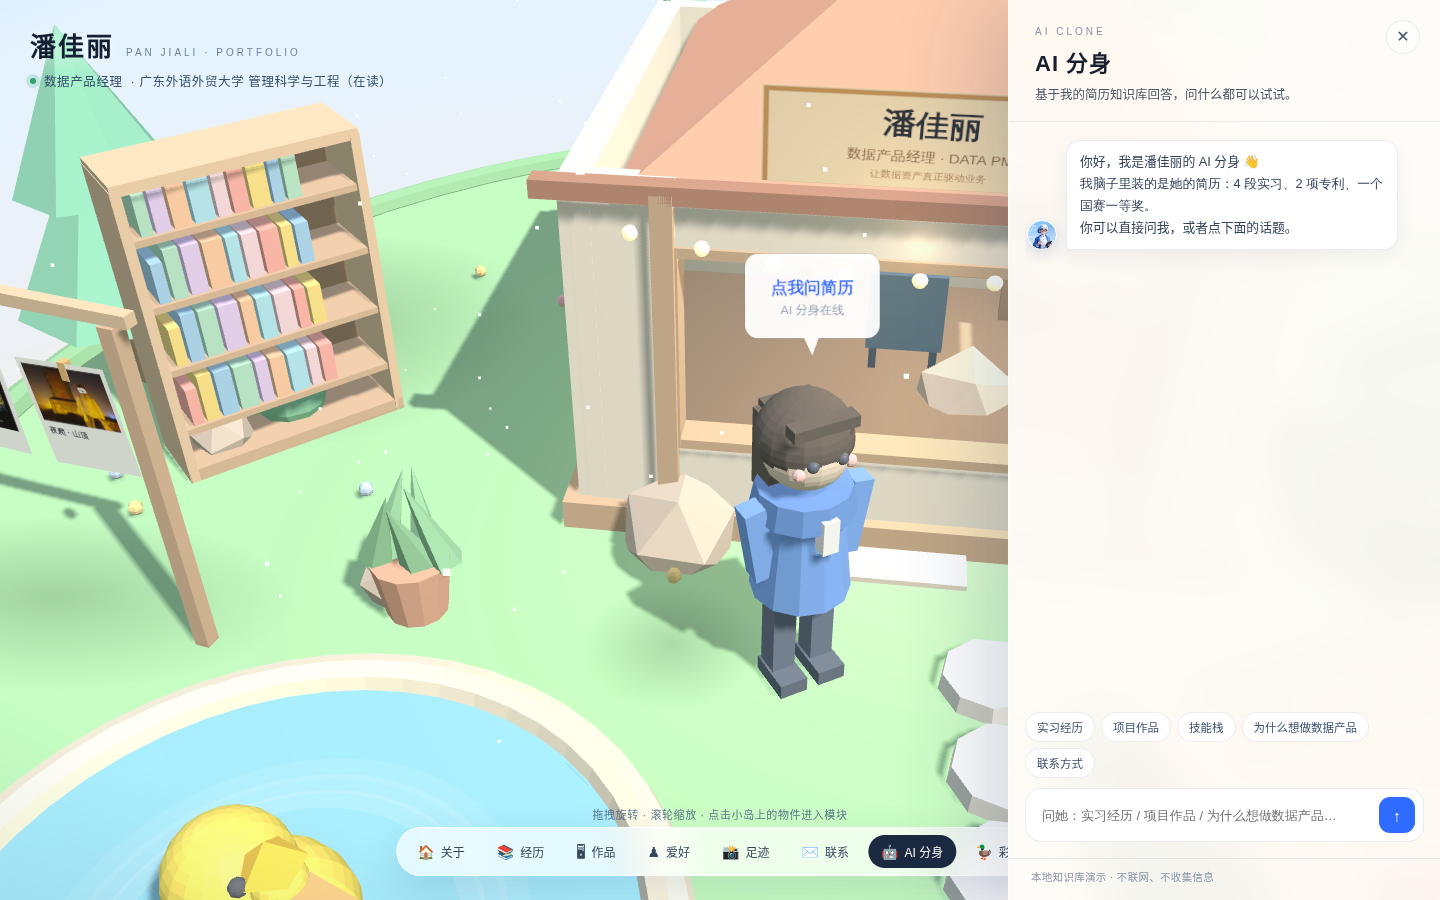 潘佳丽 PAN JIALI · PORTFOLIO
数据产品经理 · 广东外语外贸大学 管理科学与工程（在读）
潘佳丽
数据产品经理 · DATA PM
让数据资产真正驱动业务
点我问简历
AI 分身在线
夜爬 · 山顶
拖拽旋转 · 滚轮缩放 · 点击小岛上的物件进入模块
关于 经历 作品 爱好 足迹 联系 AI 分身 彩
AI CLONE
AI 分身
基于我的简历知识库回答，问什么都可以试试。
你好，我是潘佳丽的 AI 分身 👋
我脑子里装的是她的简历：4 段实习、2 项专利、一个
国赛一等奖。
你可以直接问我，或者点下面的话题。
实习经历 项目作品 技能栈 为什么想做数据产品
联系方式
问她：实习经历 / 项目作品 / 为什么想做数据产品…
本地知识库演示 · 不联网、不收集信息